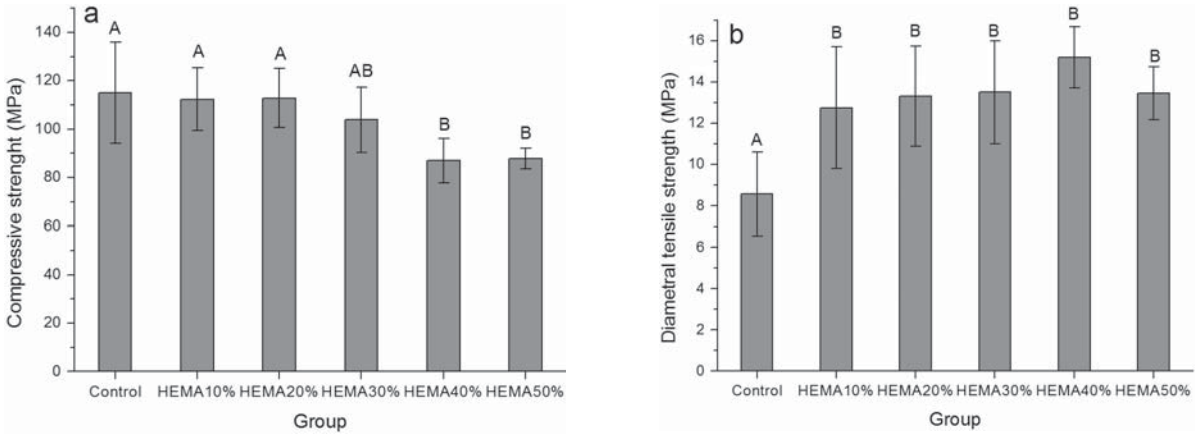 a
Compressive strenght (MPa)
140
120
100
80
60
40
20
0
A
A
A
AB
B
B
Control
HEMA10%
HEMA20%
HEMA30%
HEMA40%
HEMA50%
Group
b
Diametral tensile strength (MPa)
16
14
12
10
8
6
4
2
0
A
B
B
B
B
B
Control
HEMA10%
HEMA20%
HEMA30%
HEMA40%
HEMA50%
Group